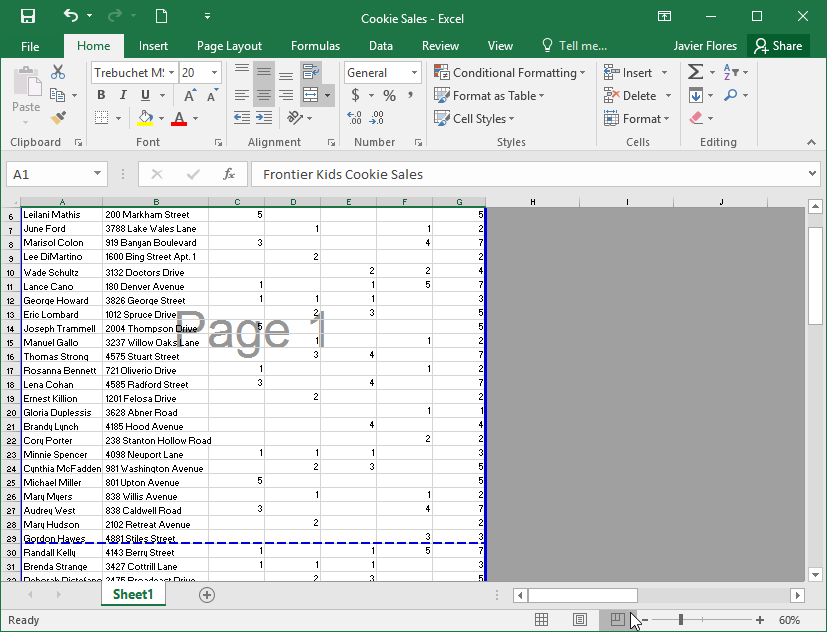 Cookie Sales - Excel
File Home Insert Page Layout Formulas Data Review View Tell me... Javier Flores Share
Trebuchet MS 20 General Conditional Formatting Insert
Paste B I U $ % , Format as Table Delete
A Cell Styles Format
Clipboard Font Alignment Number Styles Cells Editing
A1 fx Frontier Kids Cookie Sales
A B C D E F G H I J
6 Leilani Mathis 200 Markham Street 5 5
7 June Ford 3788 Lake Wales Lane 1 1 2
8 Marisol Colon 919 Banyan Boulevard 3 4 7
9 Lee DiMartino 1600 Bing Street Apt. 1 2 2
10 Wade Schultz 3132 Doctors Drive 2 2 4
11 Lance Cano 180 Denver Avenue 1 1 5 7
12 George Howard 3826 George Street 1 1 1 3
13 Eric Lombard 1012 Spruce Drive 2 3 5
14 Joseph Trammell 2004 Thompson Drive 5 5
Page 1
15 Manuel Gallo 3237 Willow Oaks Lane 1 1 2
16 Thomas Strong 4575 Stuart Street 3 4 7
17 Rosanna Bennett 721 Oliverio Drive 1 1 2
18 Lena Cohan 4585 Radford Street 3 4 7
19 Ernest Killion 1201 Felosa Drive 2 2
20 Gloria Duplessis 3628 Abner Road 1 1
21 Brandy Lynch 4185 Hood Avenue 4 4
22 Cory Porter 238 Stanton Hollow Road 2 2
23 Minnie Spencer 4098 Neuport Lane 1 1 1 3
24 Cynthia McFadden 981 Washington Avenue 2 3 5
25 Michael Miller 801 Upton Avenue 5 5
26 Mary Myers 838 Willis Avenue 1 1 2
27 Audrey West 838 Caldwell Road 3 4 7
28 Mary Hudson 2102 Retreat Avenue 2 2
29 Gordon Hawes 4881 Stiles Street 3 3
30 Randall Kelly 4143 Berry Street 1 1 5 7
31 Brenda Strange 3427 Cottrill Lane 1 1 1 3
32 Deborah 2475 Broadcast Drive 2 3 5
Sheet1
Ready 60%